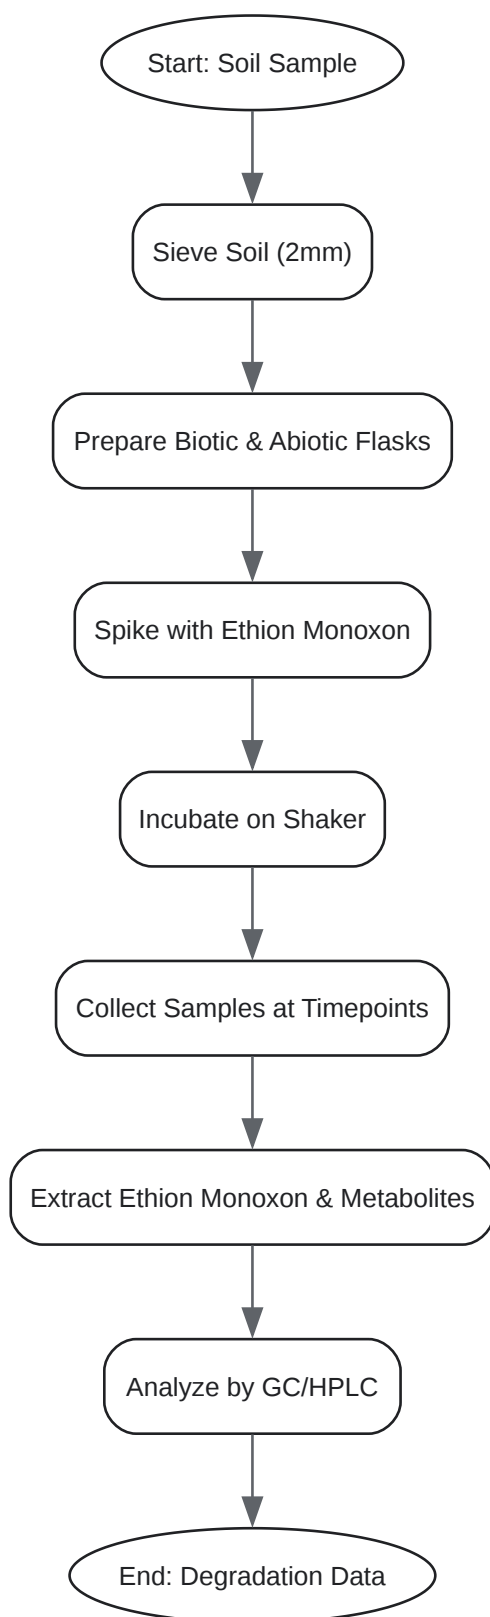 Start: Soil Sample
Sieve Soil (2mm)
Prepare Biotic & Abiotic Flasks
Spike with Ethion Monoxon
Incubate on Shaker
Collect Samples at Timepoints
Extract Ethion Monoxon & Metabolites
Analyze by GC/HPLC
End: Degradation Data